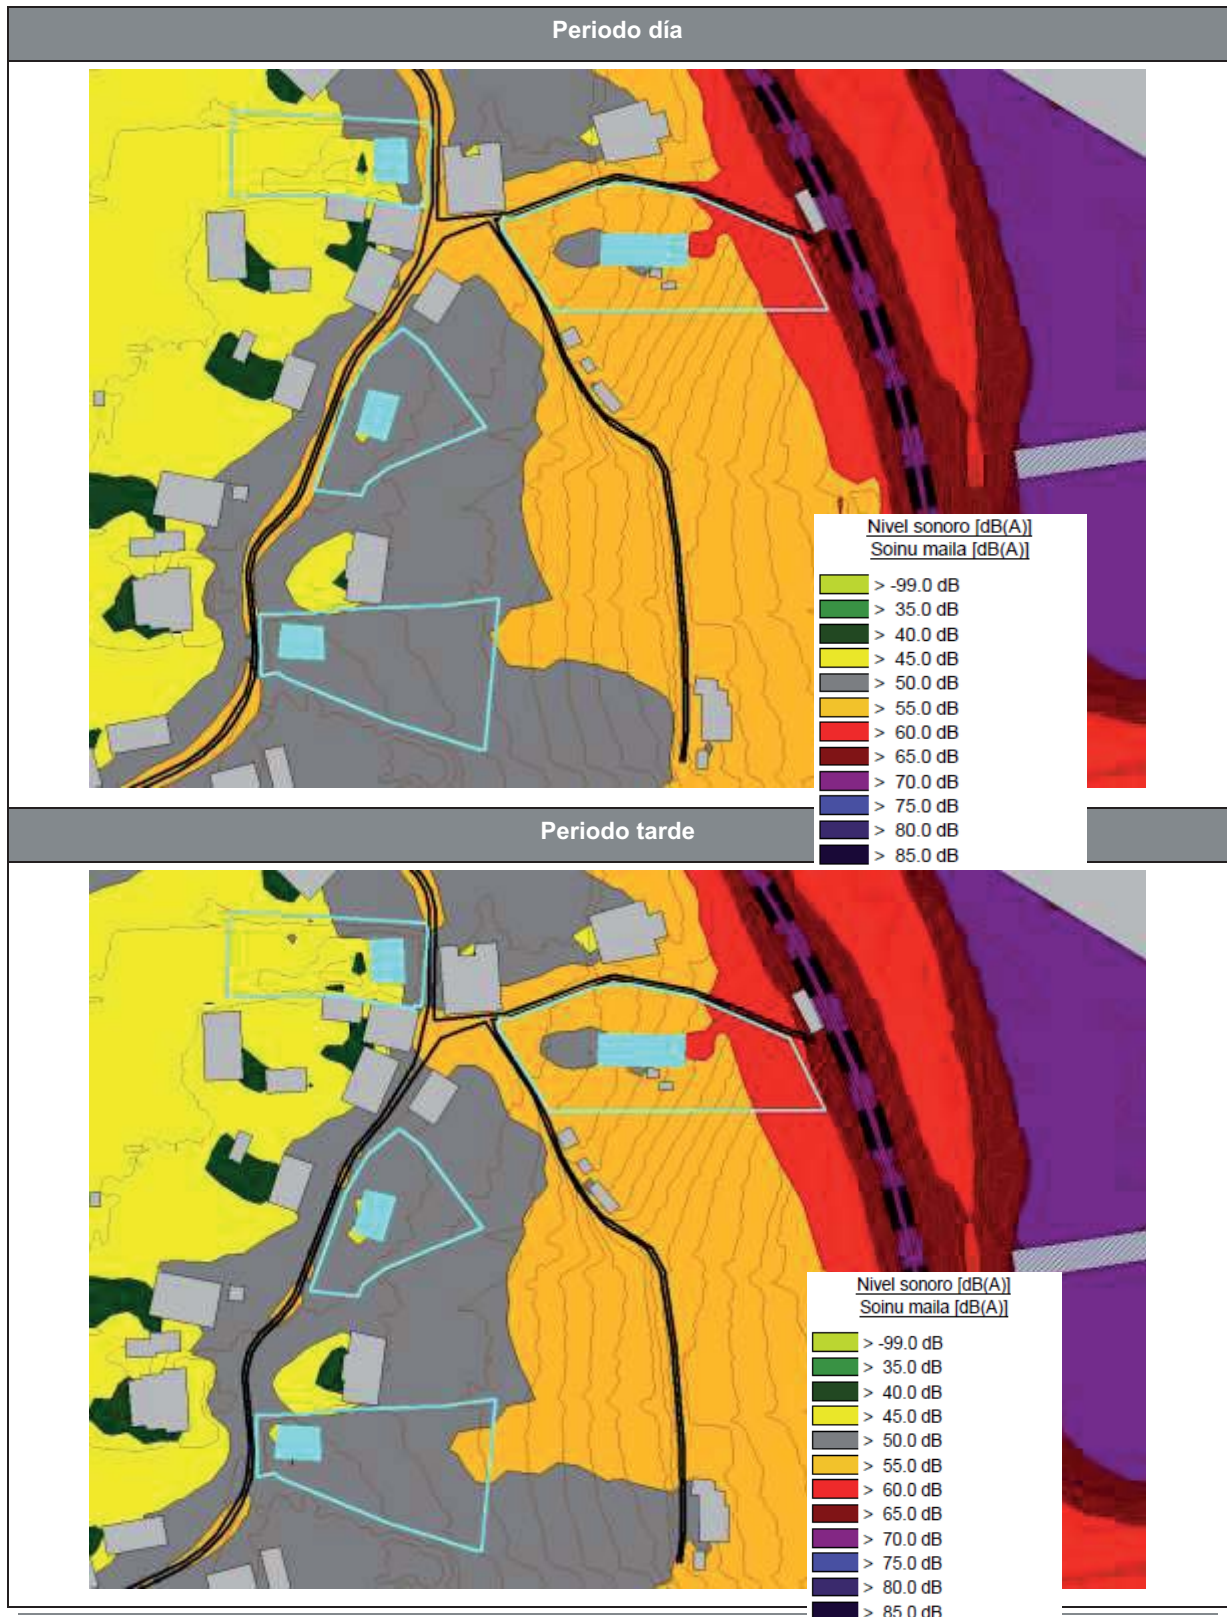 Periodo día
Nivel sonoro [dB(A)]
Soinu maila [dB(A)]
> -99.0 dB
> 35.0 dB
> 40.0 dB
> 45.0 dB
> 50.0 dB
> 55.0 dB
> 60.0 dB
> 65.0 dB
> 70.0 dB
> 75.0 dB
> 80.0 dB
> 85.0 dB
Periodo tarde
Nivel sonoro [dB(A)]
Soinu maila [dB(A)]
> -99.0 dB
> 35.0 dB
> 40.0 dB
> 45.0 dB
> 50.0 dB
> 55.0 dB
> 60.0 dB
> 65.0 dB
> 70.0 dB
> 75.0 dB
> 80.0 dB
> 85.0 dB